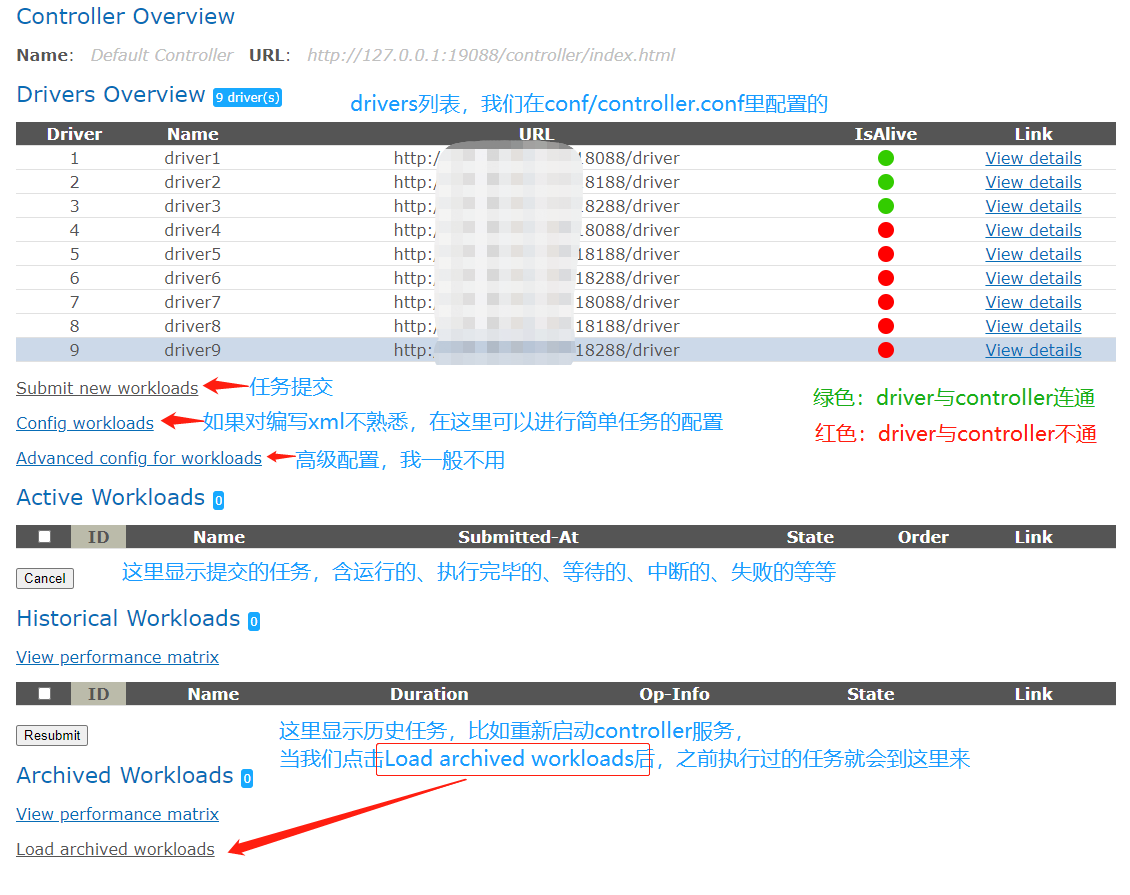 Controller Overview
Name: Default Controller URL: http://127.0.0.1:19088/controller/index.html
Drivers Overview 9 driver(s)
drivers列表，我们在conf/controller.conf里配置的
Driver Name URL IsAlive Link
1 driver1 http:/ 18088/driver View details
2 driver2 http:/ 18188/driver View details
3 driver3 http:/ 18288/driver View details
4 driver4 http:/ 18088/driver View details
5 driver5 http:/ 18188/driver View details
6 driver6 http:/ 18288/driver View details
7 driver7 http:/ 18088/driver View details
8 driver8 http:/ 18188/driver View details
9 driver9 http:/ 18288/driver View details
Submit new workloads 任务提交
绿色：driver与controller连通
Config workloads 如果对编写xml不熟悉，在这里可以进行简单任务的配置
红色：driver与controller不通
Advanced config for workloads 高级配置，我一般不用
Active Workloads 0
ID Name Submitted-At State Order Link
Cancel 这里显示提交的任务，含运行的、执行完毕的、等待的、中断的、失败的等等
Historical Workloads 0
View performance matrix
ID Name Duration Op-Info State Link
Resubmit 这里显示历史任务，比如重新启动controller服务，
当我们点击Load archived workloads后，之前执行过的任务就会到这里来
Archived Workloads 0
View performance matrix
Load archived workloads